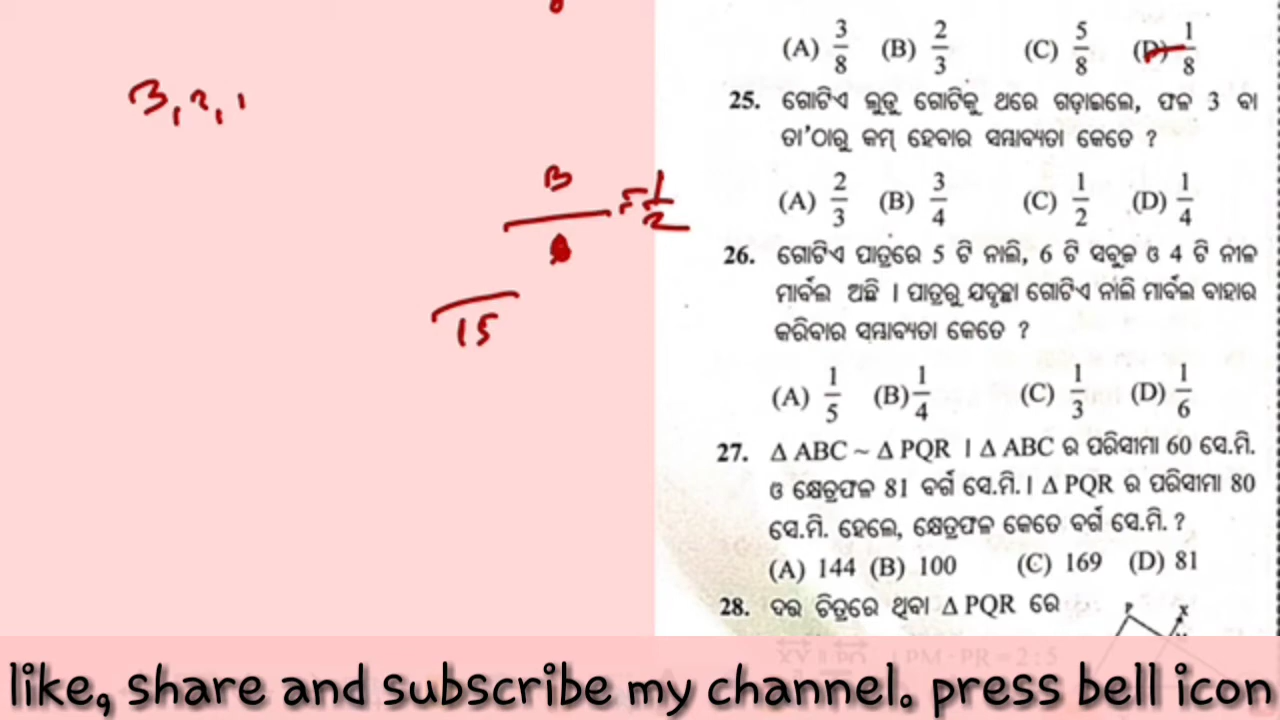 3, 2, 1
3
= 1/2
15
(A) 3/8 (B) 2/3 (C) 5/8 (D) 1/8
25. ଗୋଟିଏ ଲୁଡୁ ଗୋଟିକୁ ଥରେ ଗଡ଼ାଇଲେ, ଫଳ 3 ବା
ତା'ଠାରୁ କମ୍ ହେବାର ସମ୍ଭାବ୍ୟତା କେତେ ?
(A) 2/3 (B) 3/4 (C) 1/2 (D) 1/4
26. ଗୋଟିଏ ପାତ୍ରରେ 5 ଟି ନାଲି, 6 ଟି ସବୁଜ ଓ 4 ଟି ନୀଳ
ମାର୍ବଲ ଅଛି । ପାତ୍ରରୁ ଯଦୃଚ୍ଛା ଗୋଟିଏ ନାଲି ମାର୍ବଲ ବାହାର
କରିବାର ସମ୍ଭାବ୍ୟତା କେତେ ?
(A) 1/5 (B) 1/4 (C) 1/3 (D) 1/6
27. Δ ABC ~ Δ PQR । Δ ABC ର ପରିସୀମା 60 ସେ.ମି.
ଓ କ୍ଷେତ୍ରଫଳ 81 ବର୍ଗ ସେ.ମି.। Δ PQR ର ପରିସୀମା 80
ସେ.ମି. ହେଲେ, କ୍ଷେତ୍ରଫଳ କେତେ ବର୍ଗ ସେ.ମି. ?
(A) 144 (B) 100 (C) 169 (D) 81
28. ଦତ୍ତ ଚିତ୍ରରେ ଥିବା Δ PQR ରେ
P X
PM : PR = 2 : 5
like, share and subscribe my channel. press bell icon